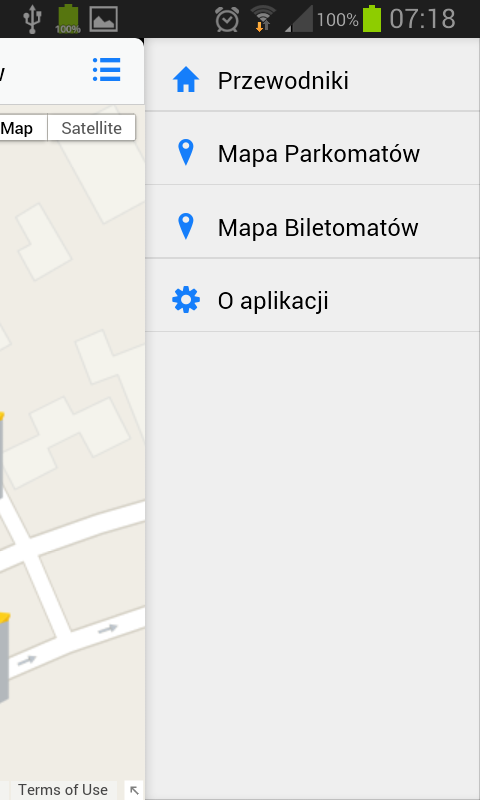 100%
100%
07:18
w
Przewodniki
Map
Satellite
Mapa Parkomatów
Mapa Biletomatów
O aplikacji
Terms of Use